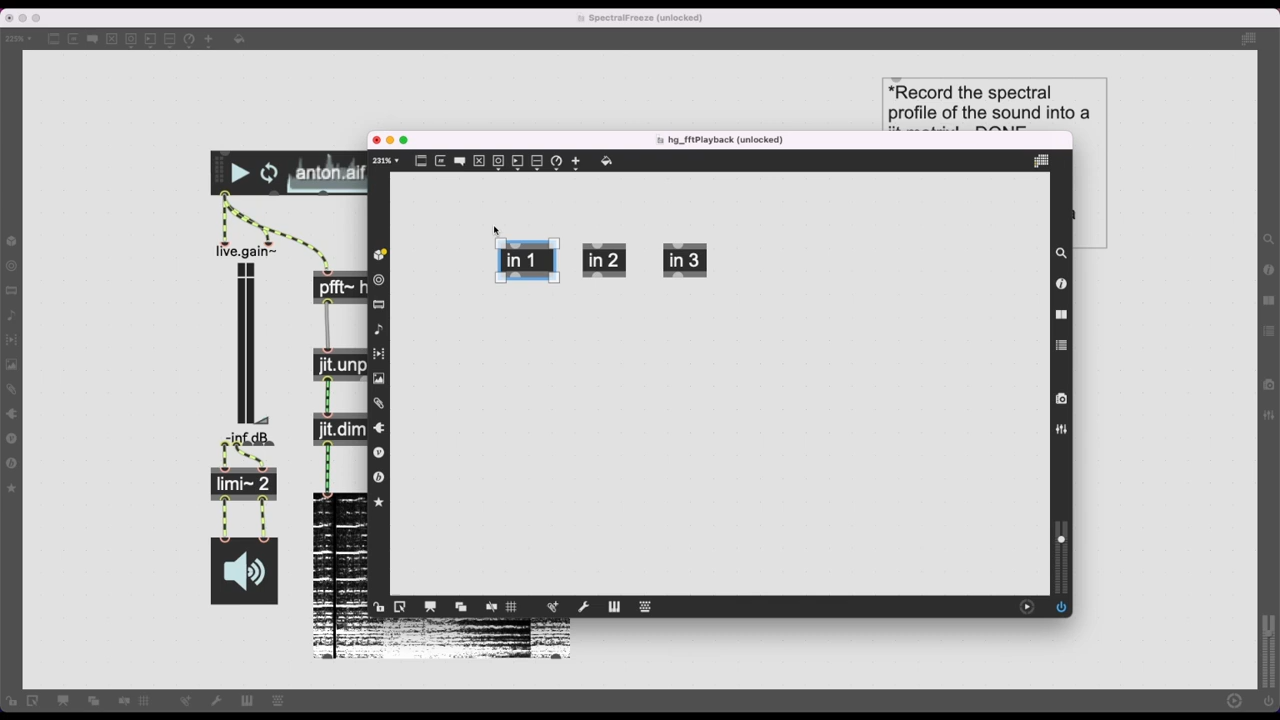 SpectralFreeze (unlocked)
225%
*Record the spectral
profile of the sound into a
hg_fftPlayback (unlocked)
231%
anton.aif
live.gain~
in 1
in 2
in 3
pfft~
jit.unp
jit.dim
-inf dB
limi~ 2